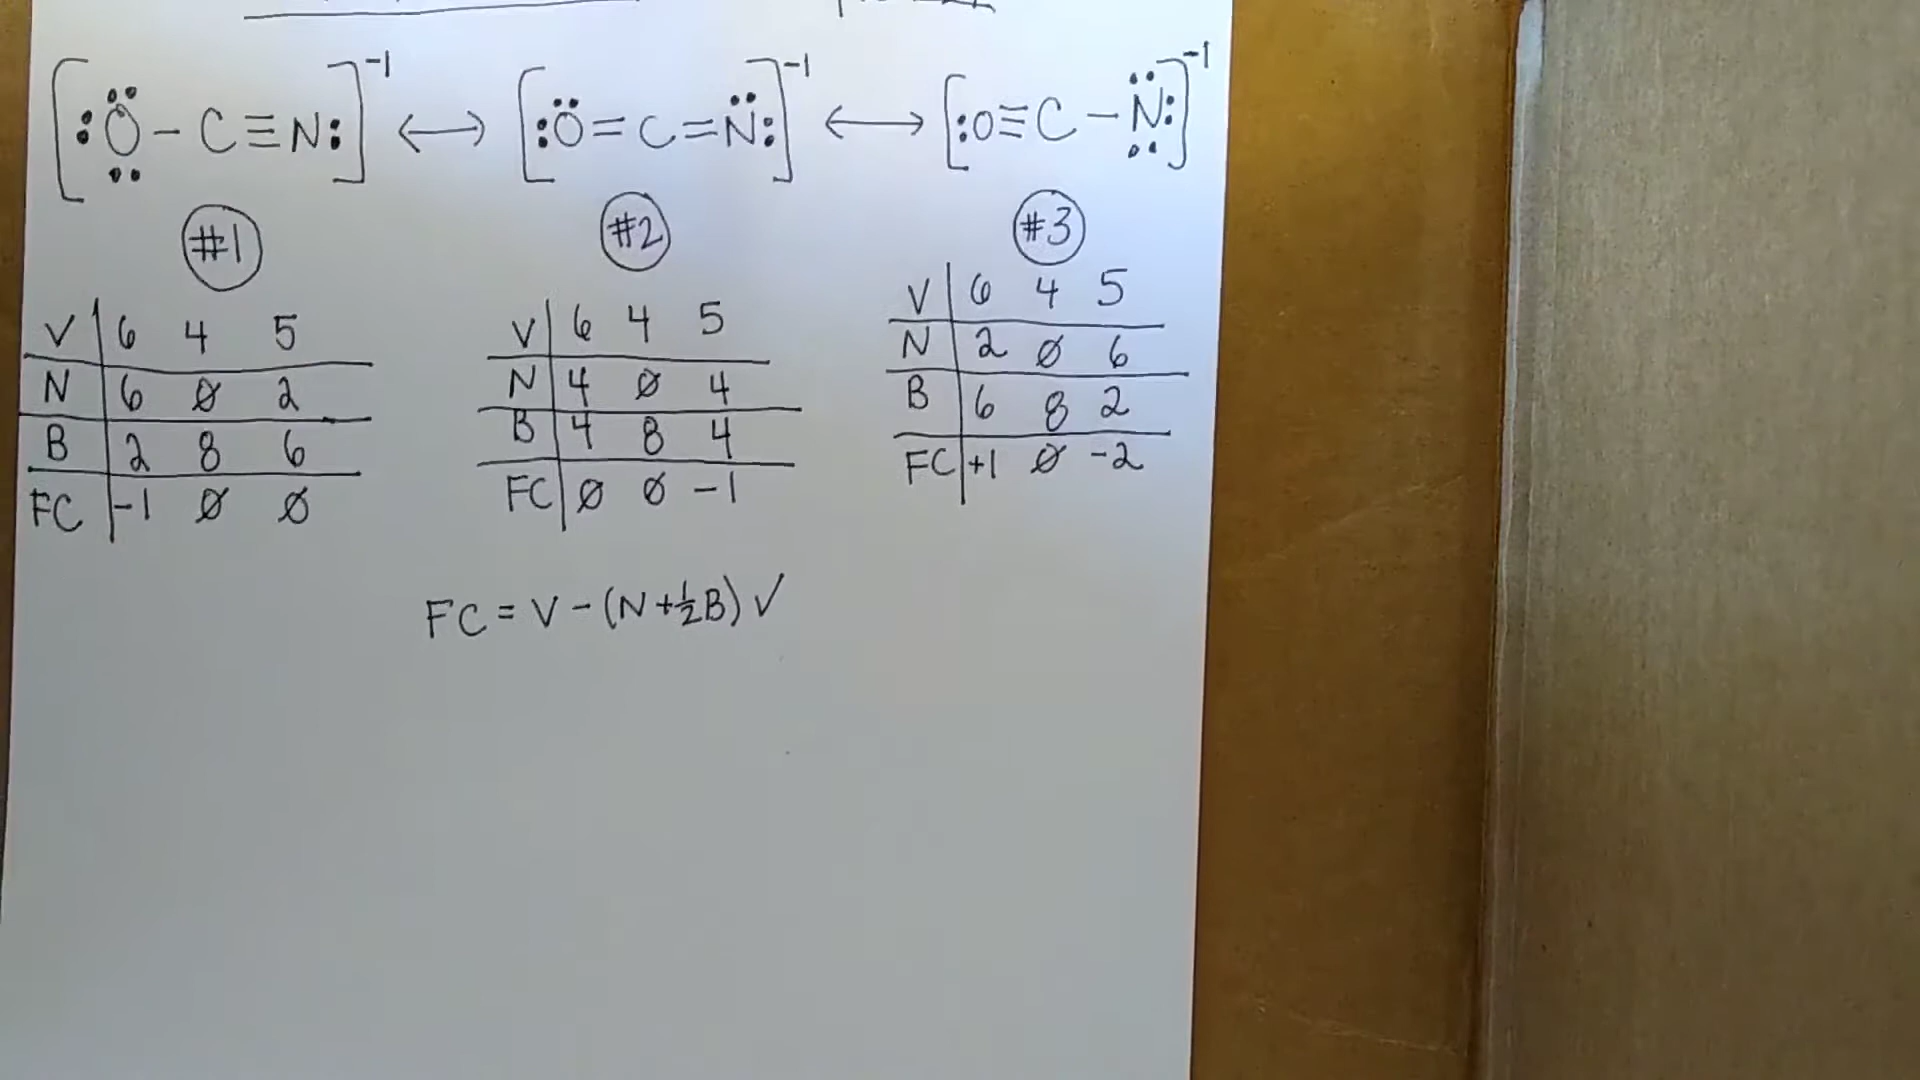 [:Ö-C≡N:]⁻¹ ↔ [:Ö=C=N̈:]⁻¹ ↔ [:O≡C-N̈:]⁻¹
#1 #2 #3
V 6 4 5
N 6 Ø 2
B 2 8 6
FC -1 Ø Ø
V 6 4 5
N 4 Ø 4
B 4 8 4
FC Ø Ø -1
V 6 4 5
N 2 Ø 6
B 6 8 2
FC +1 Ø -2
FC = V - (N + ½B) ✓